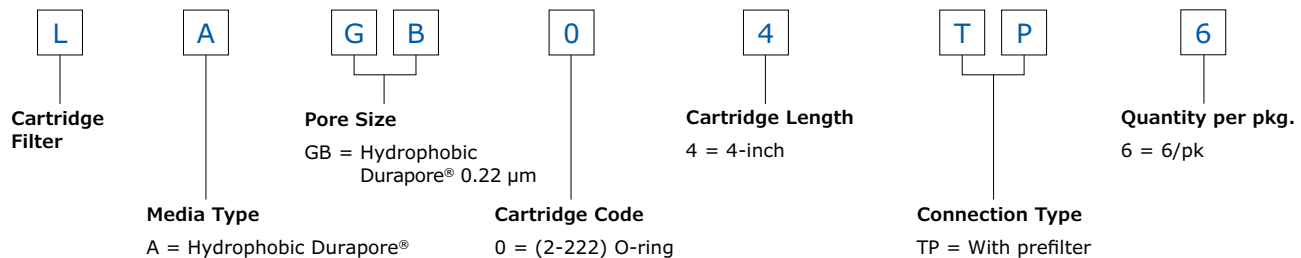 L A G B 0 4 T P 6
Cartridge
Filter
Pore Size
GB = Hydrophobic
Durapore® 0.22 µm
Cartridge Length
4 = 4-inch
Quantity per pkg.
6 = 6/pk
Media Type
A = Hydrophobic Durapore®
Cartridge Code
0 = (2-222) O-ring
Connection Type
TP = With prefilter